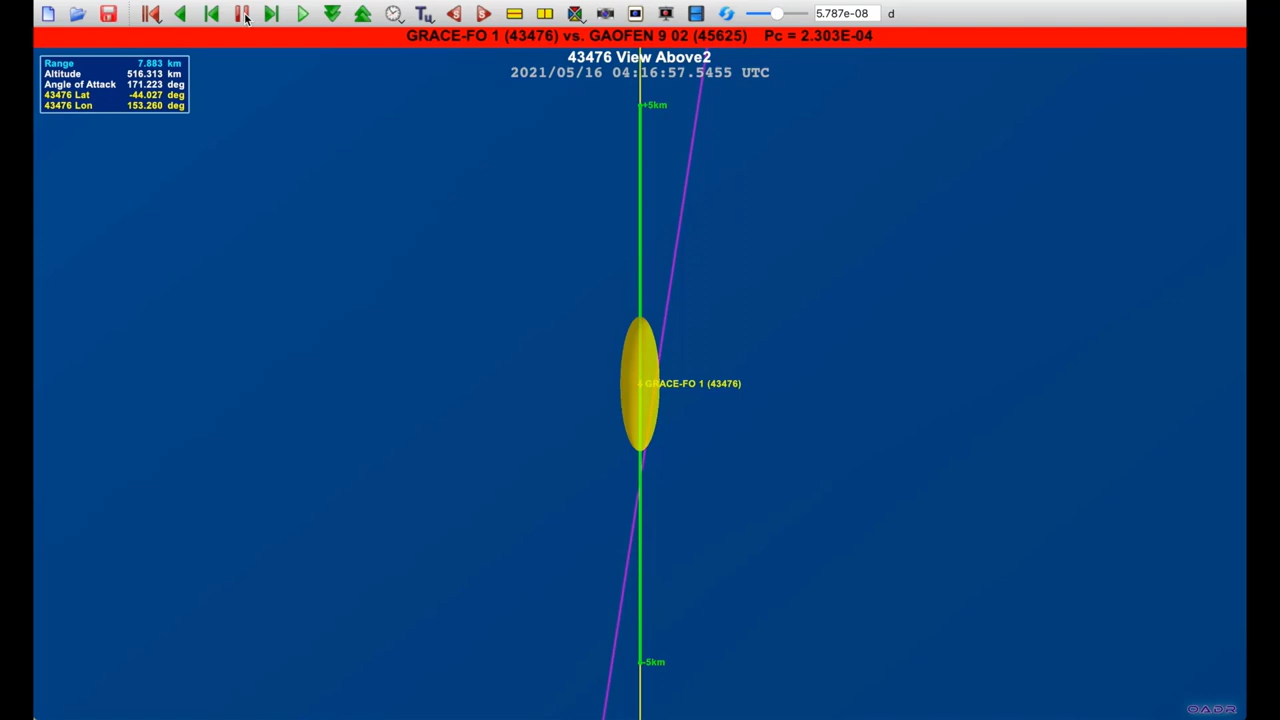 5.787e-08 d
GRACE-FO 1 (43476) vs. GAOFEN 9 02 (45625) Pc = 2.303E-04
43476 View Above2
2021/05/16 04:16:57.5455 UTC
Range 7.883 km
Altitude 516.313 km
Angle of Attack 171.223 deg
43476 Lat -44.027 deg
43476 Lon 153.260 deg
+5km
GRACE-FO 1 (43476)
-5km
OADR